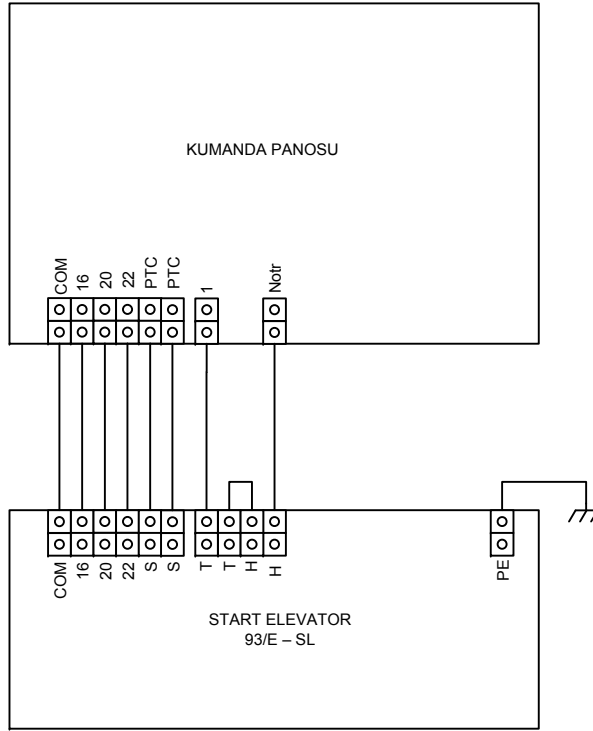 KUMANDA PANOSU
COM 16 20 22 PTC PTC 1 Notr
COM 16 20 22 S S T T H H PE
START ELEVATOR
93/E – SL